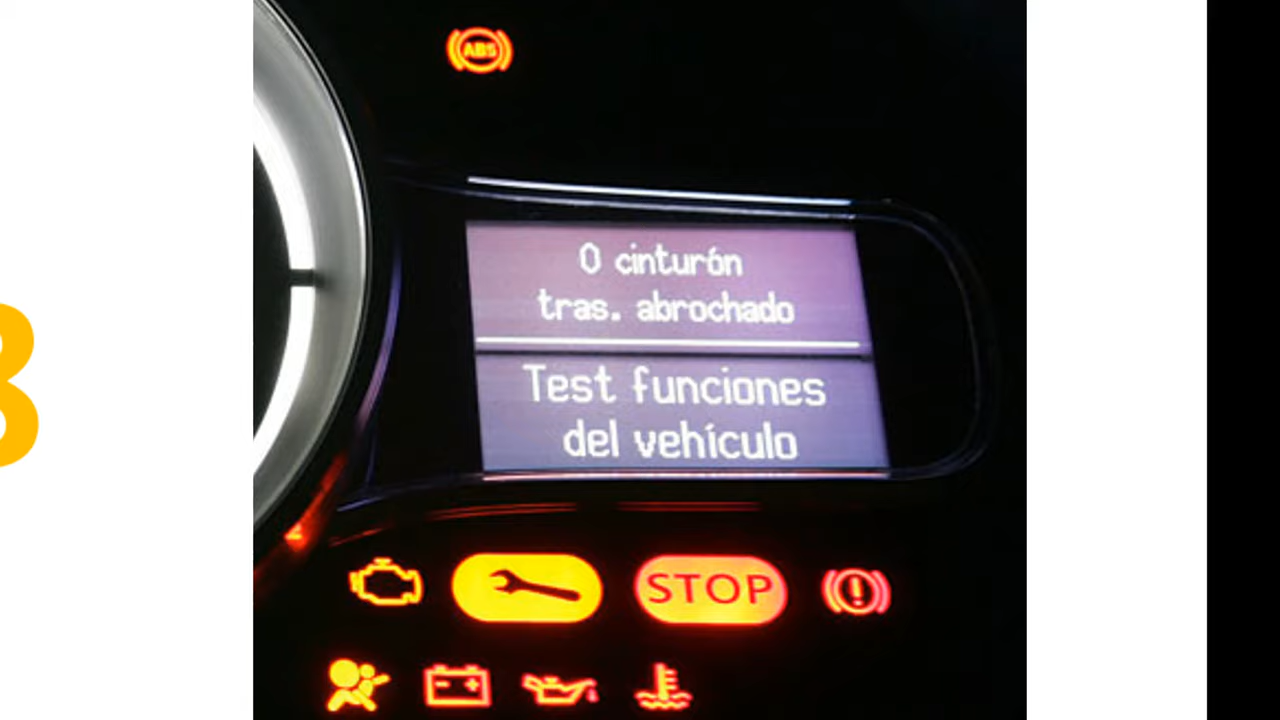 ABS
0 cinturón
tras. abrochado
Test funciones
del vehículo
STOP